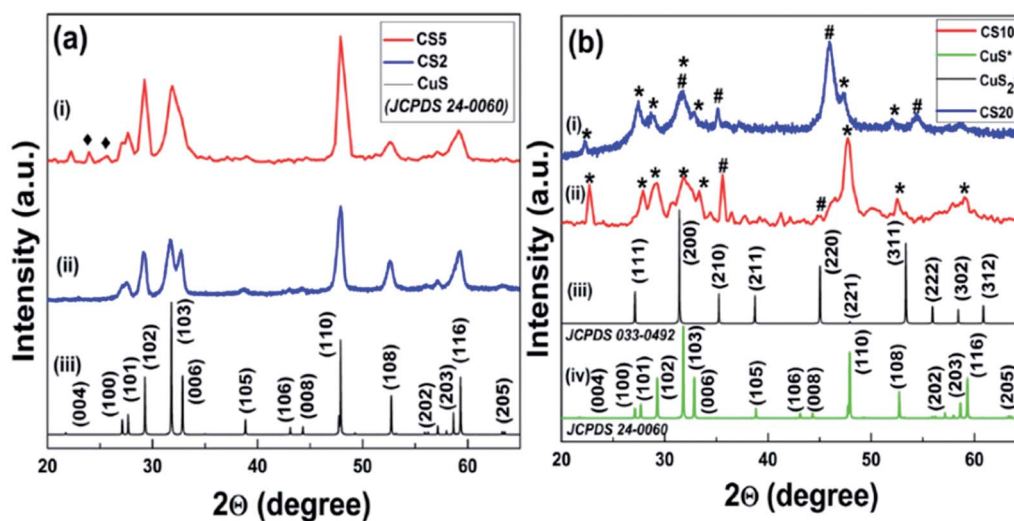 (a)
CS5
CS2
CuS
(JCPDS 24-0060)
(i)
♦ ♦
(ii)
(iii)
(004)
(100)
(101)
(102)
(103)
(006)
(105)
(106)
(008)
(110)
(108)
(202)
(203)
(116)
(205)
Intensity (a.u.)
20 30 40 50 60
2Θ (degree)
(b)
CS10
CuS*
CuS2
CS20
(i)
* * * * # * # # * * #
(ii)
* * * * * # # * * *
(iii)
(111)
(200)
(210)
(211)
(220)
(221)
(311)
(222)
(302)
(312)
JCPDS 033-0492
(iv)
(004)
(100)
(101)
(102)
(103)
(006)
(105)
(106)
(008)
(110)
(108)
(202)
(203)
(116)
(205)
JCPDS 24-0060
Intensity (a.u.)
20 30 40 50 60
2Θ (degree)